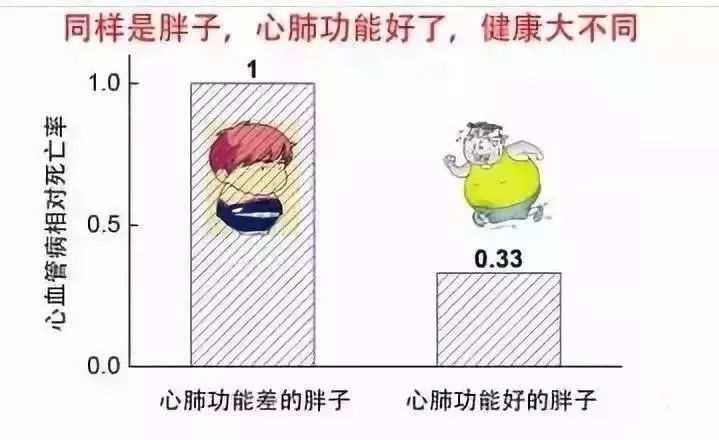 同样是胖子，心肺功能好了，健康大不同
1
1.0
心血管病相对死亡率
0.5
0.33
0.0
心肺功能差的胖子
心肺功能好的胖子